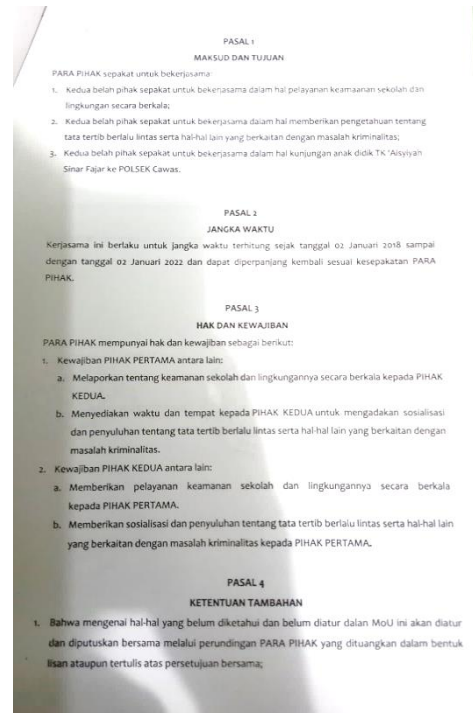 PASAL 1
MAKSUD DAN TUJUAN
PARA PIHAK sepakat untuk bekerjasama
1. Kedua belah pihak sepakat untuk bekerjasama dalam hal pelayanan keamaanan sekolah dan
lingkungan secara berkala;
2. Kedua belah pihak sepakat untuk bekerjasama dalam hal memberikan pengetahuan tentang
tata tertib berlalu lintas serta hal-hal lain yang berkaitan dengan masalah kriminalitas;
3. Kedua belah pihak sepakat untuk bekerjasama dalam hal kunjungan anak didik TK 'Aisyiyah
Sinar Fajar ke POLSEK Cawas.
PASAL 2
JANGKA WAKTU
Kerjasama ini berlaku untuk jangka waktu terhitung sejak tanggal 02 Januari 2018 sampai
dengan tanggal 02 Januari 2022 dan dapat diperpanjang kembali sesuai kesepakatan PARA
PIHAK.
PASAL 3
HAK DAN KEWAJIBAN
PARA PIHAK mempunyai hak dan kewajiban sebagai berikut:
1. Kewajiban PIHAK PERTAMA antara lain:
a. Melaporkan tentang keamanan sekolah dan lingkungannya secara berkala kepada PIHAK
KEDUA.
b. Menyediakan waktu dan tempat kepada PIHAK KEDUA untuk mengadakan sosialisasi
dan penyuluhan tentang tata tertib berlalu lintas serta hal-hal lain yang berkaitan dengan
masalah kriminalitas.
2. Kewajiban PIHAK KEDUA antara lain:
a. Memberikan pelayanan keamanan sekolah dan lingkungannya secara berkala
kepada PIHAK PERTAMA.
b. Memberikan sosialisasi dan penyuluhan tentang tata tertib berlalu lintas serta hal-hal lain
yang berkaitan dengan masalah kriminalitas kepada PIHAK PERTAMA.
PASAL 4
KETENTUAN TAMBAHAN
1. Bahwa mengenai hal-hal yang belum diketahui dan belum diatur dalan MoU ini akan diatur
dan diputuskan bersama melalui perundingan PARA PIHAK yang dituangkan dalam bentuk
lisan ataupun tertulis atas persetujuan bersama;